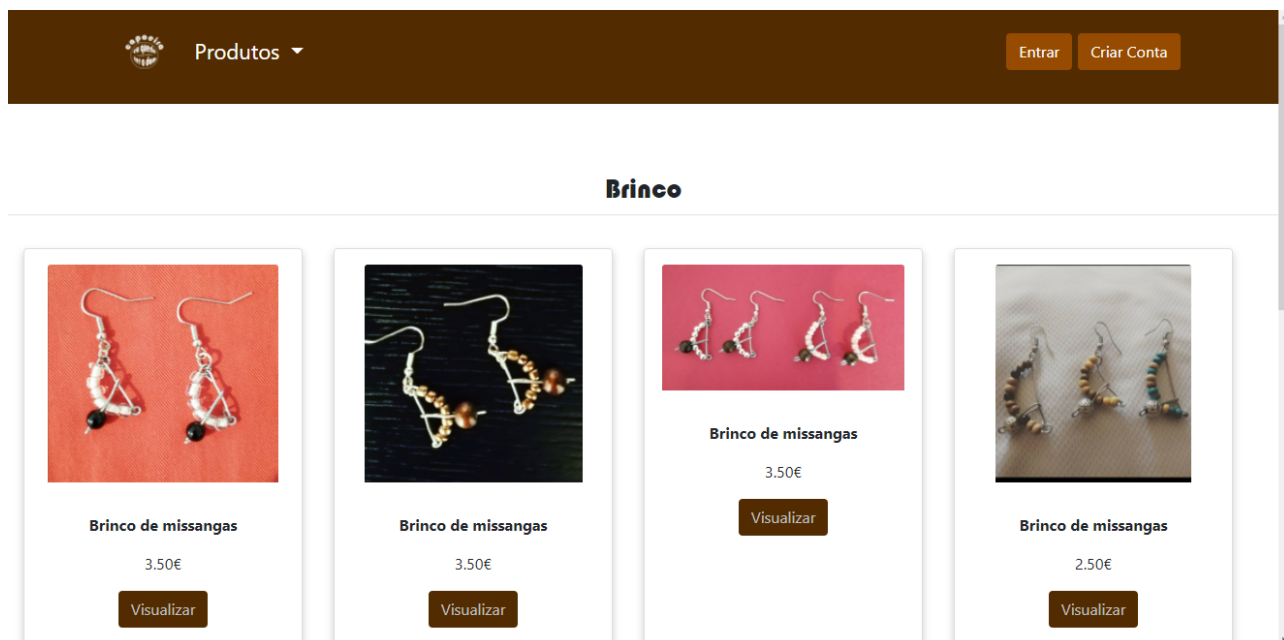 Produtos
Entrar
Criar Conta
Brinco
Brinco de missangas
3.50€
Visualizar
Brinco de missangas
3.50€
Visualizar
Brinco de missangas
3.50€
Visualizar
Brinco de missangas
2.50€
Visualizar